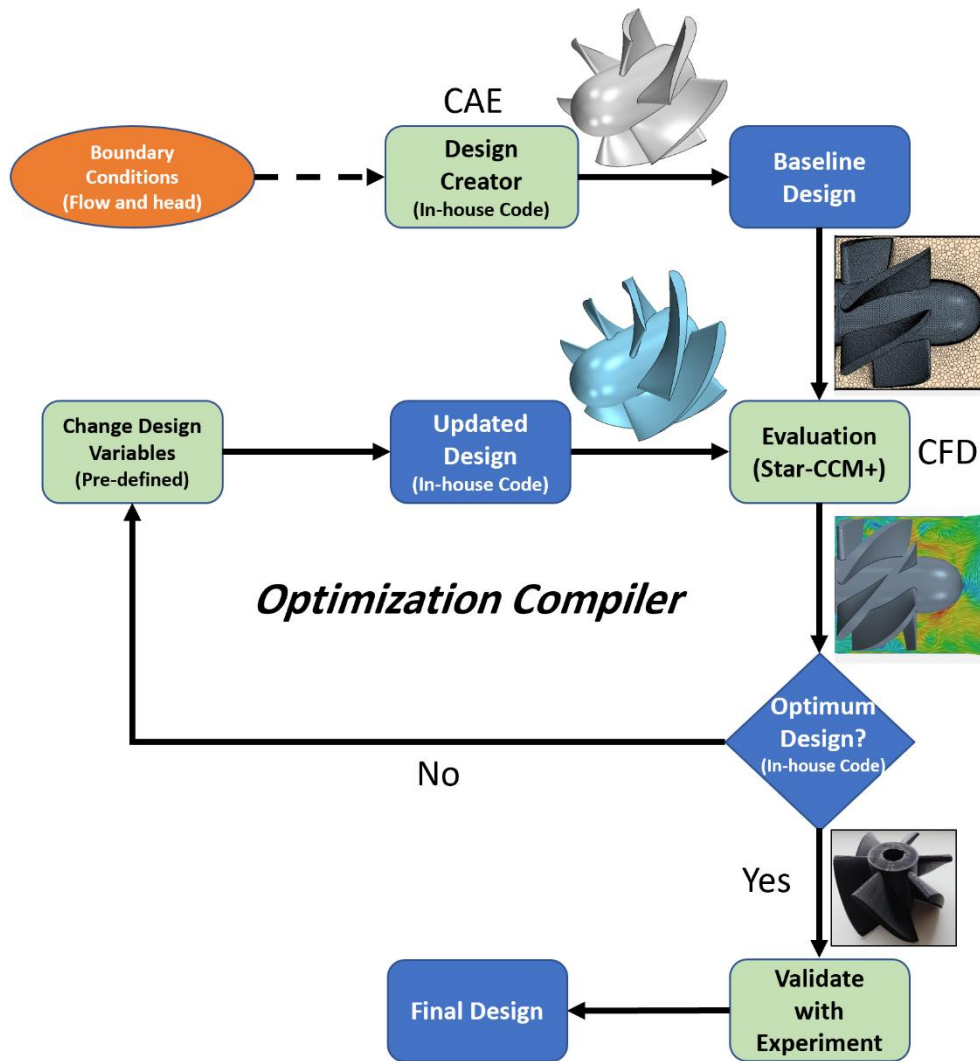 CAE
Boundary
Conditions
(Flow and head)
Design
Creator
(In-house Code)
Baseline
Design
Change Design
Variables
(Pre-defined)
Updated
Design
(In-house Code)
Evaluation
(Star-CCM+)
CFD
Optimization Compiler
Optimum
Design?
(In-house Code)
No
Yes
Final Design
Validate
with
Experiment